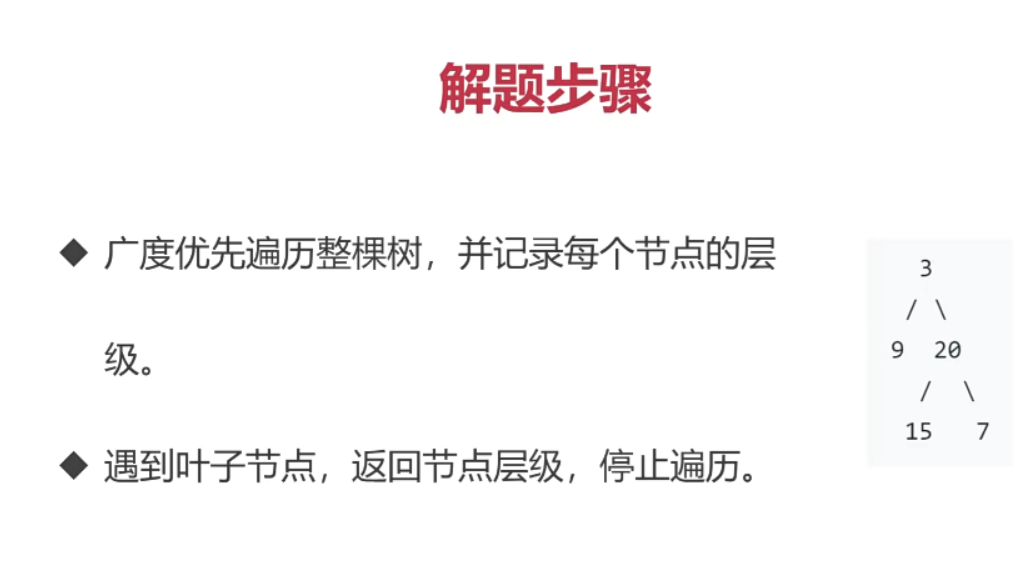 解题步骤
◆ 广度优先遍历整棵树，并记录每个节点的层
级。
◆ 遇到叶子节点，返回节点层级，停止遍历。
3
/ \
9 20
/ \
15 7